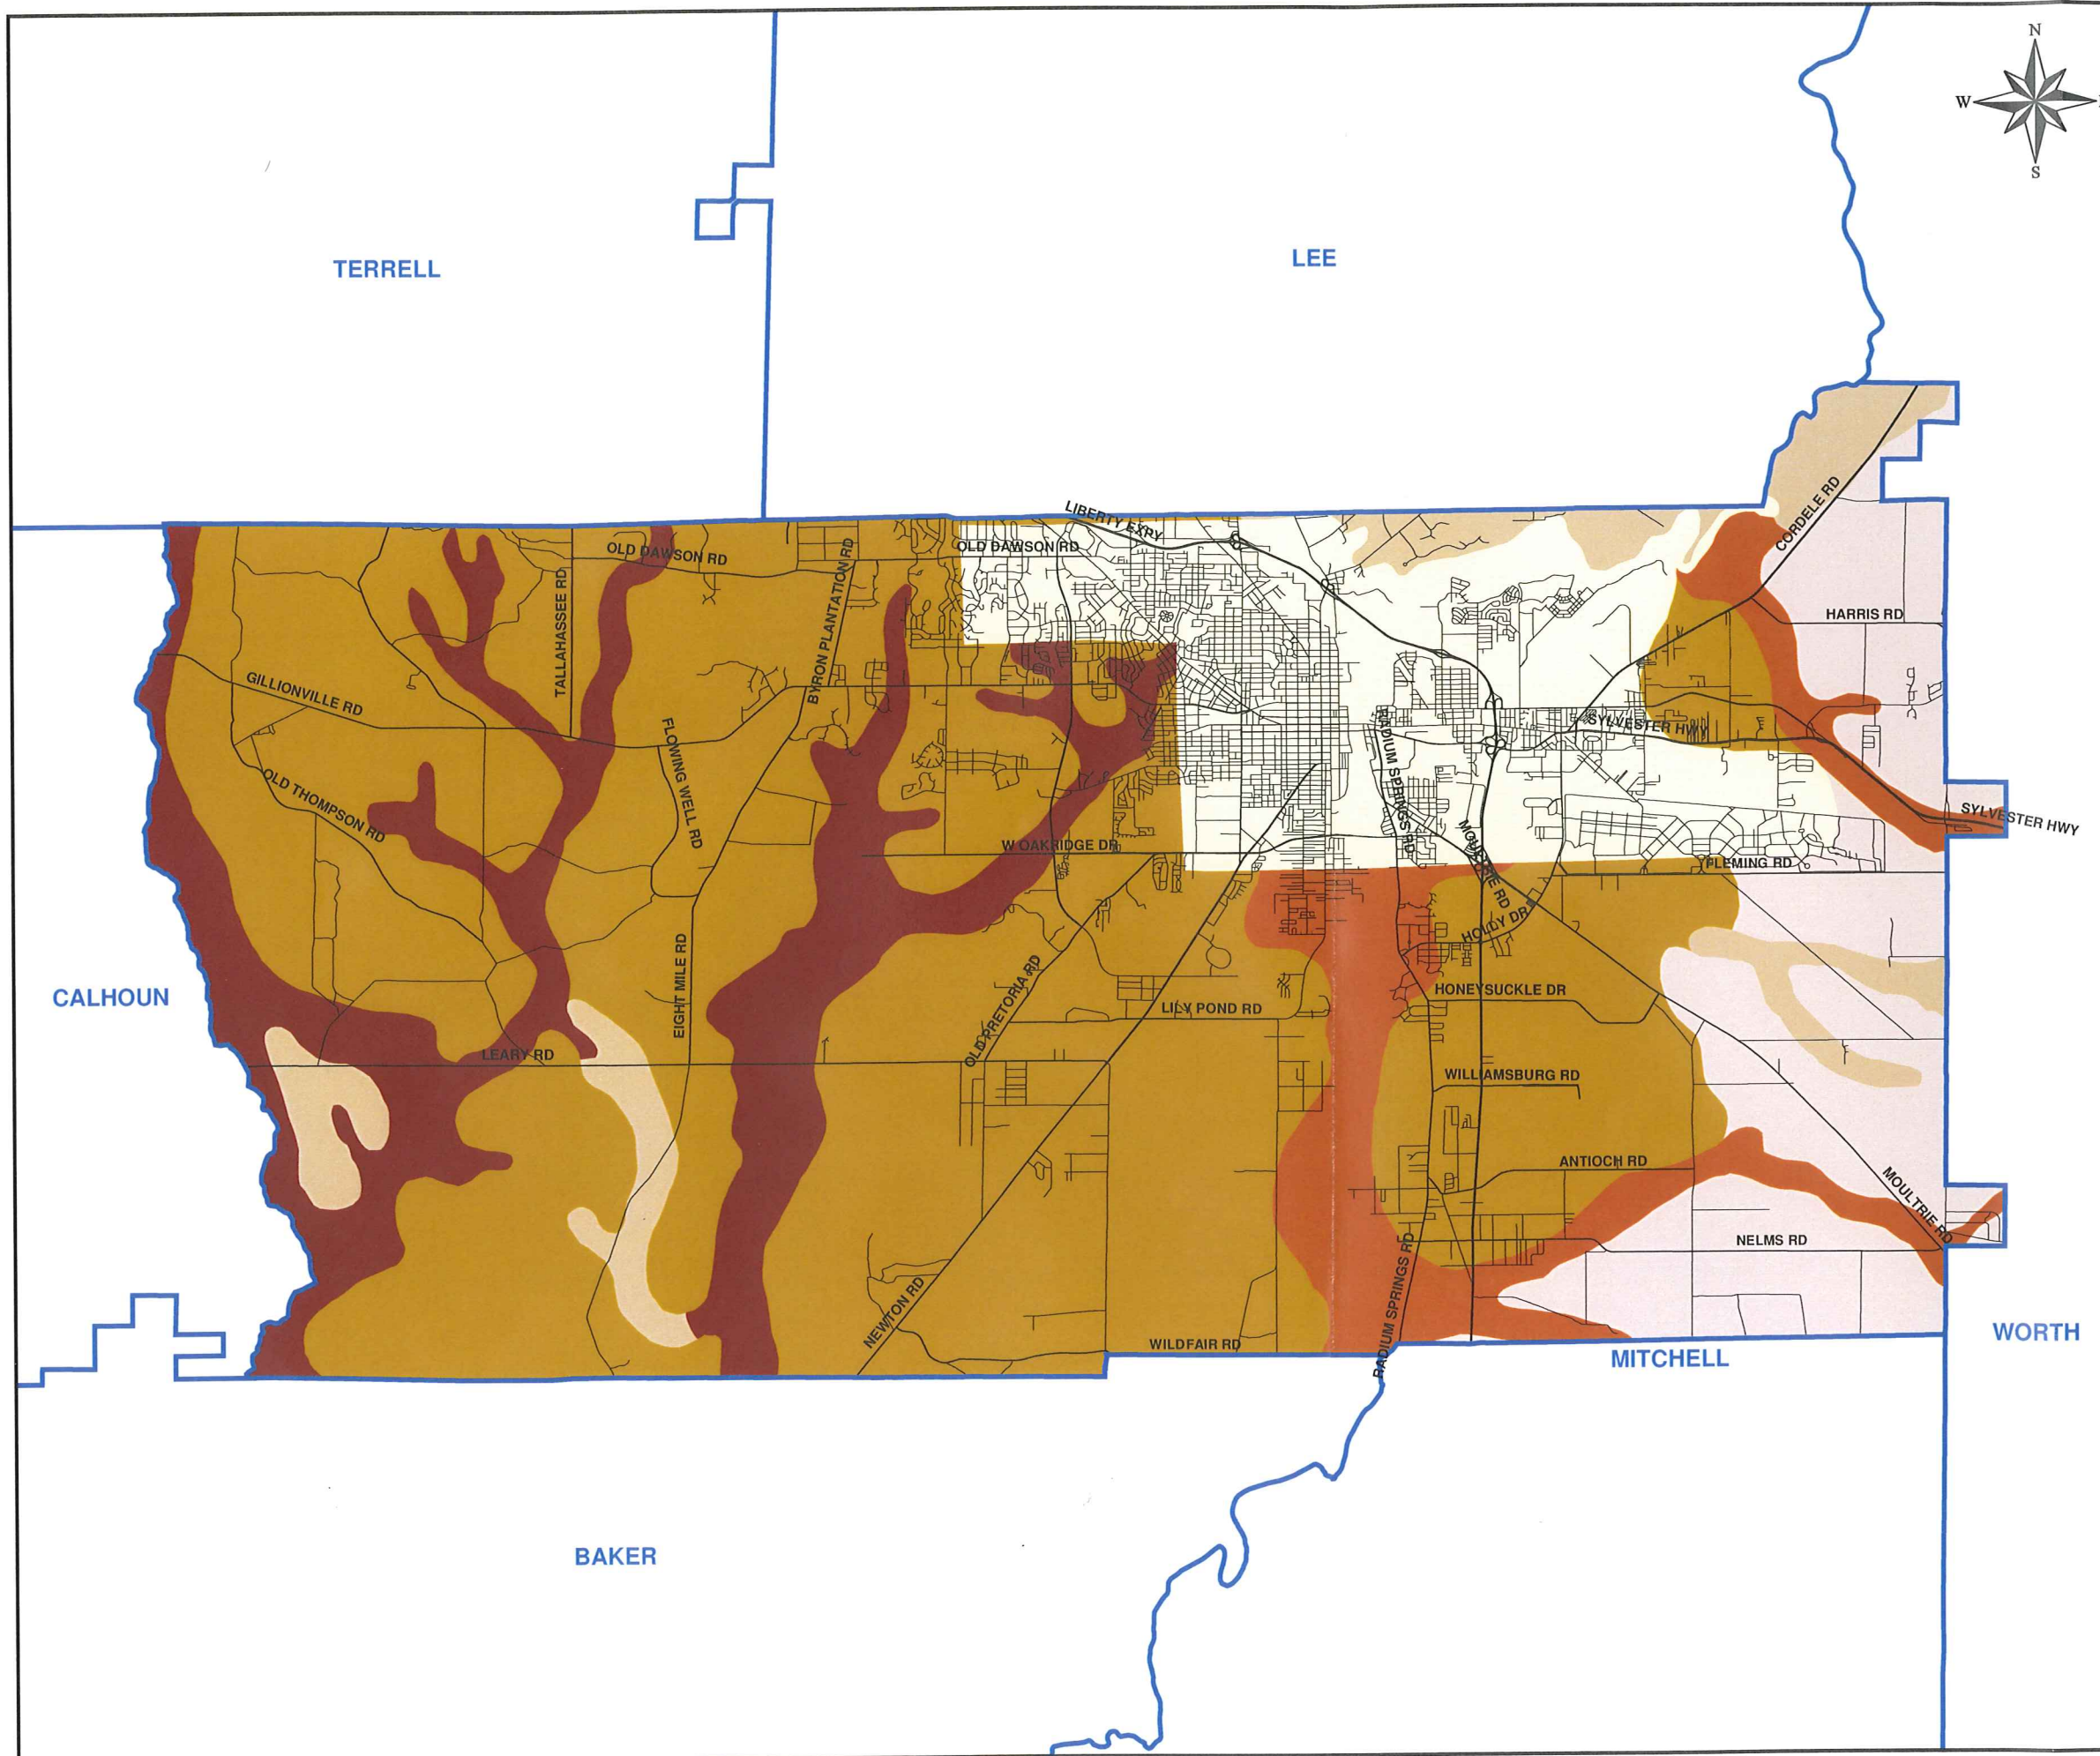 N
W
S
TERRELL
LEE
LIBERTY EXPY
OLD DAWSON RD
OLD DAWSON RD
CORDELE RD
TALLAHASSEE RD
BYRON PLANTATION RD
HARRIS RD
GILLIONVILLE RD
FLOWING WELL RD
RADIUM SPRINGS RD
SYLVESTER HWY
OLD THOMPSON RD
SYLVESTER HWY
W OAKRIDGE DR
MOULTRIE RD
FLEMING RD
HOLLY DR
EIGHT MILE RD
OLD PRETORIA RD
HONEYSUCKLE DR
CALHOUN
LILY POND RD
LEARY RD
WILLIAMSBURG RD
ANTIOCH RD
MOULTRIE RD
NELMS RD
NEWTON RD
RADIUM SPRINGS RD
WILDFAIR RD
WORTH
MITCHELL
BAKER